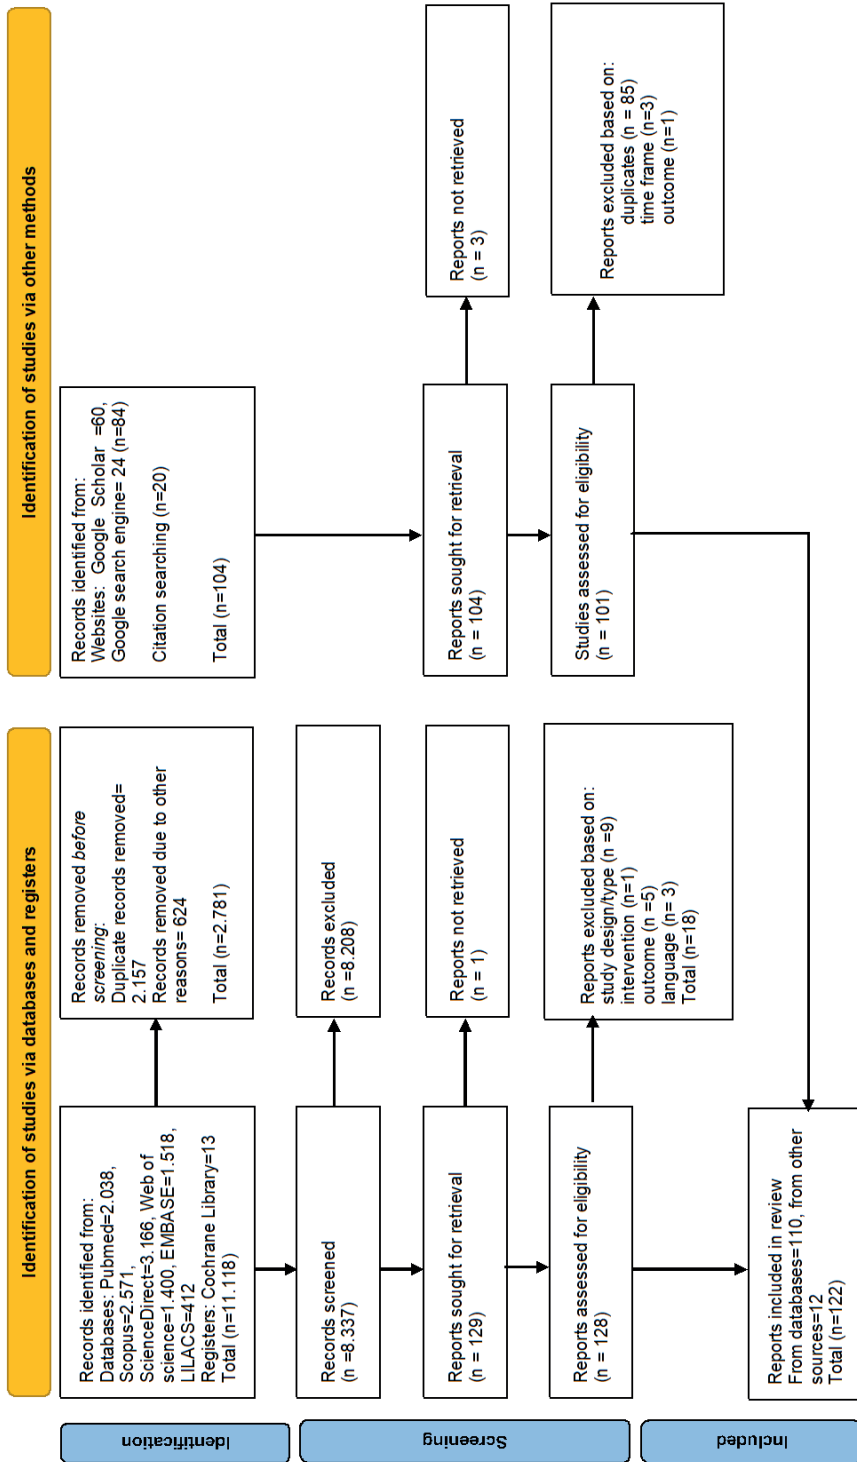 Identification of studies via databases and registers
Identification of studies via other methods
Identification
Records identified from:
Databases: Pubmed=2.038,
Scopus=2.571,
ScienceDirect=3.166, Web of
science=1.400, EMBASE=1.518,
LILACS=412
Registers: Cochrane Library=13
Total (n=11.118)
Records removed before
screening:
Duplicate records removed=
2.157
Records removed due to other
reasons= 624
Total (n=2.781)
Records identified from:
Websites: Google Scholar =60,
Google search engine= 24 (n=84)
Citation searching (n=20)
Total (n=104)
Screening
Records screened
(n =8.337)
Records excluded
(n =8.208)
Reports sought for retrieval
(n = 129)
Reports not retrieved
(n = 1)
Reports sought for retrieval
(n = 104)
Reports not retrieved
(n = 3)
Reports assessed for eligibility
(n = 128)
Reports excluded based on:
study design/type (n =9)
intervention (n=1)
outcome (n =5)
language (n= 3)
Total (n=18)
Studies assessed for eligibility
(n = 101)
Reports excluded based on:
duplicates (n = 85)
time frame (n=3)
outcome (n=1)
Included
Reports included in review
From databases=110, from other
sources=12
Total (n=122)